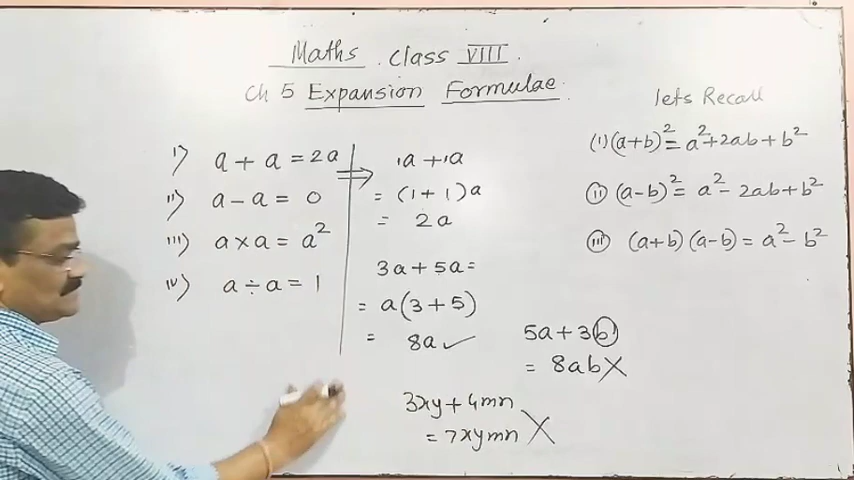 Maths Class VIII.
Ch 5 Expansion Formulae.
i) a + a = 2a
ii) a - a = 0
iii) a × a = a²
iv) a ÷ a = 1
⇒ 1a + 1a
= (1 + 1)a
= 2a
3a + 5a =
= a(3 + 5)
= 8a ✓
5a + 3b
= 8ab X
3xy + 4mn
= 7xymn X
lets Recall
(i) (a+b)² = a² + 2ab + b²
(ii) (a-b)² = a² - 2ab + b²
(iii) (a+b) (a-b) = a² - b²